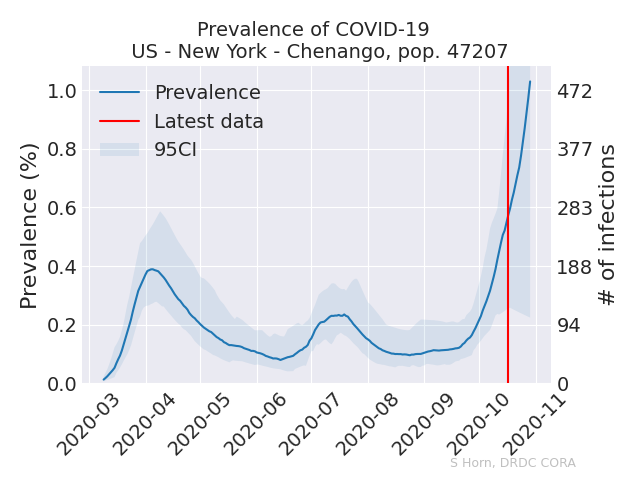 Prevalence of COVID-19
US - New York - Chenango, pop. 47207
Prevalence
Latest data
95CI
Prevalence (%)
1.0
0.8
0.6
0.4
0.2
0.0
472
377
283
188
94
0
# of infections
2020-03
2020-04
2020-05
2020-06
2020-07
2020-08
2020-09
2020-10
2020-11
S Horn, DRDC CORA